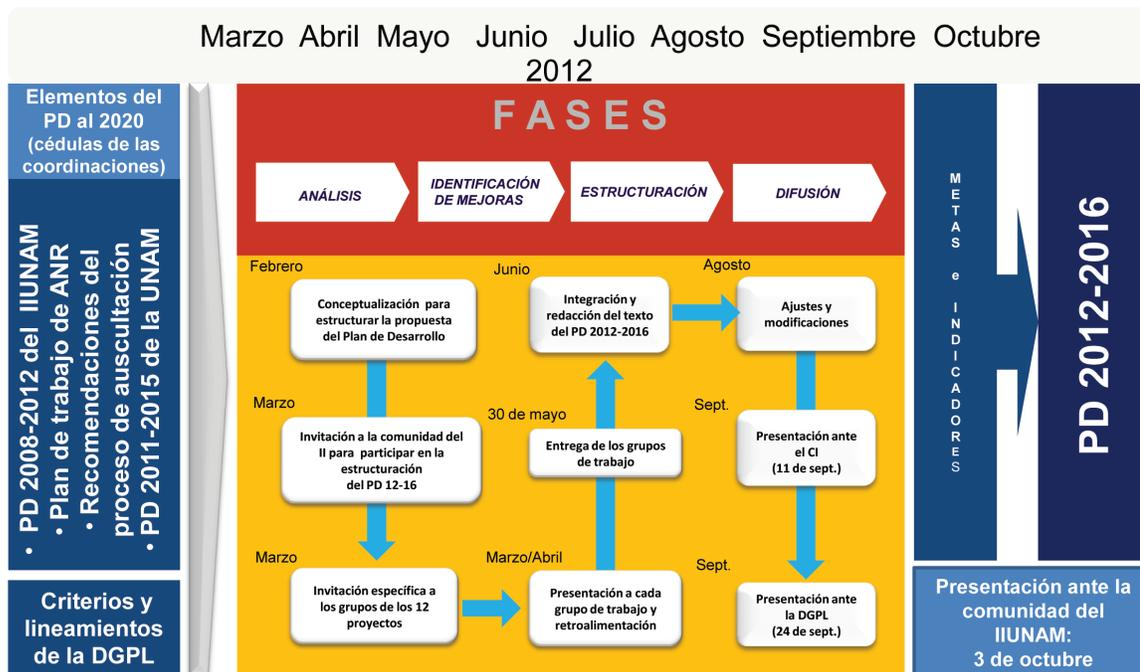 Marzo Abril Mayo Junio Julio Agosto Septiembre Octubre
2012
Elementos del
PD al 2020
(cédulas de las
coordinaciones)
• PD 2008-2012 del IIUNAM
• Plan de trabajo de ANR
• Recomendaciones del
proceso de auscultación
• PD 2011-2015 de la UNAM
Criterios y
lineamientos
de la DGPL
FASES
ANÁLISIS
IDENTIFICACIÓN
DE MEJORAS
ESTRUCTURACIÓN
DIFUSIÓN
Febrero
Conceptualización para
estructurar la propuesta
del Plan de Desarrollo
Marzo
Invitación a la comunidad del
II para participar en la
estructuración
del PD 12-16
Marzo
Invitación específica a
los grupos de los 12
proyectos
Marzo/Abril
Presentación a cada
grupo de trabajo y
retroalimentación
30 de mayo
Entrega de los grupos
de trabajo
Junio
Integración y
redacción del texto
del PD 2012-2016
Agosto
Ajustes y
modificaciones
Sept.
Presentación ante
el CI
(11 de sept.)
Sept.
Presentación ante
la DGPL
(24 de sept.)
METAS e INDICADORES
PD 2012-2016
Presentación ante la
comunidad del
IIUNAM:
3 de octubre